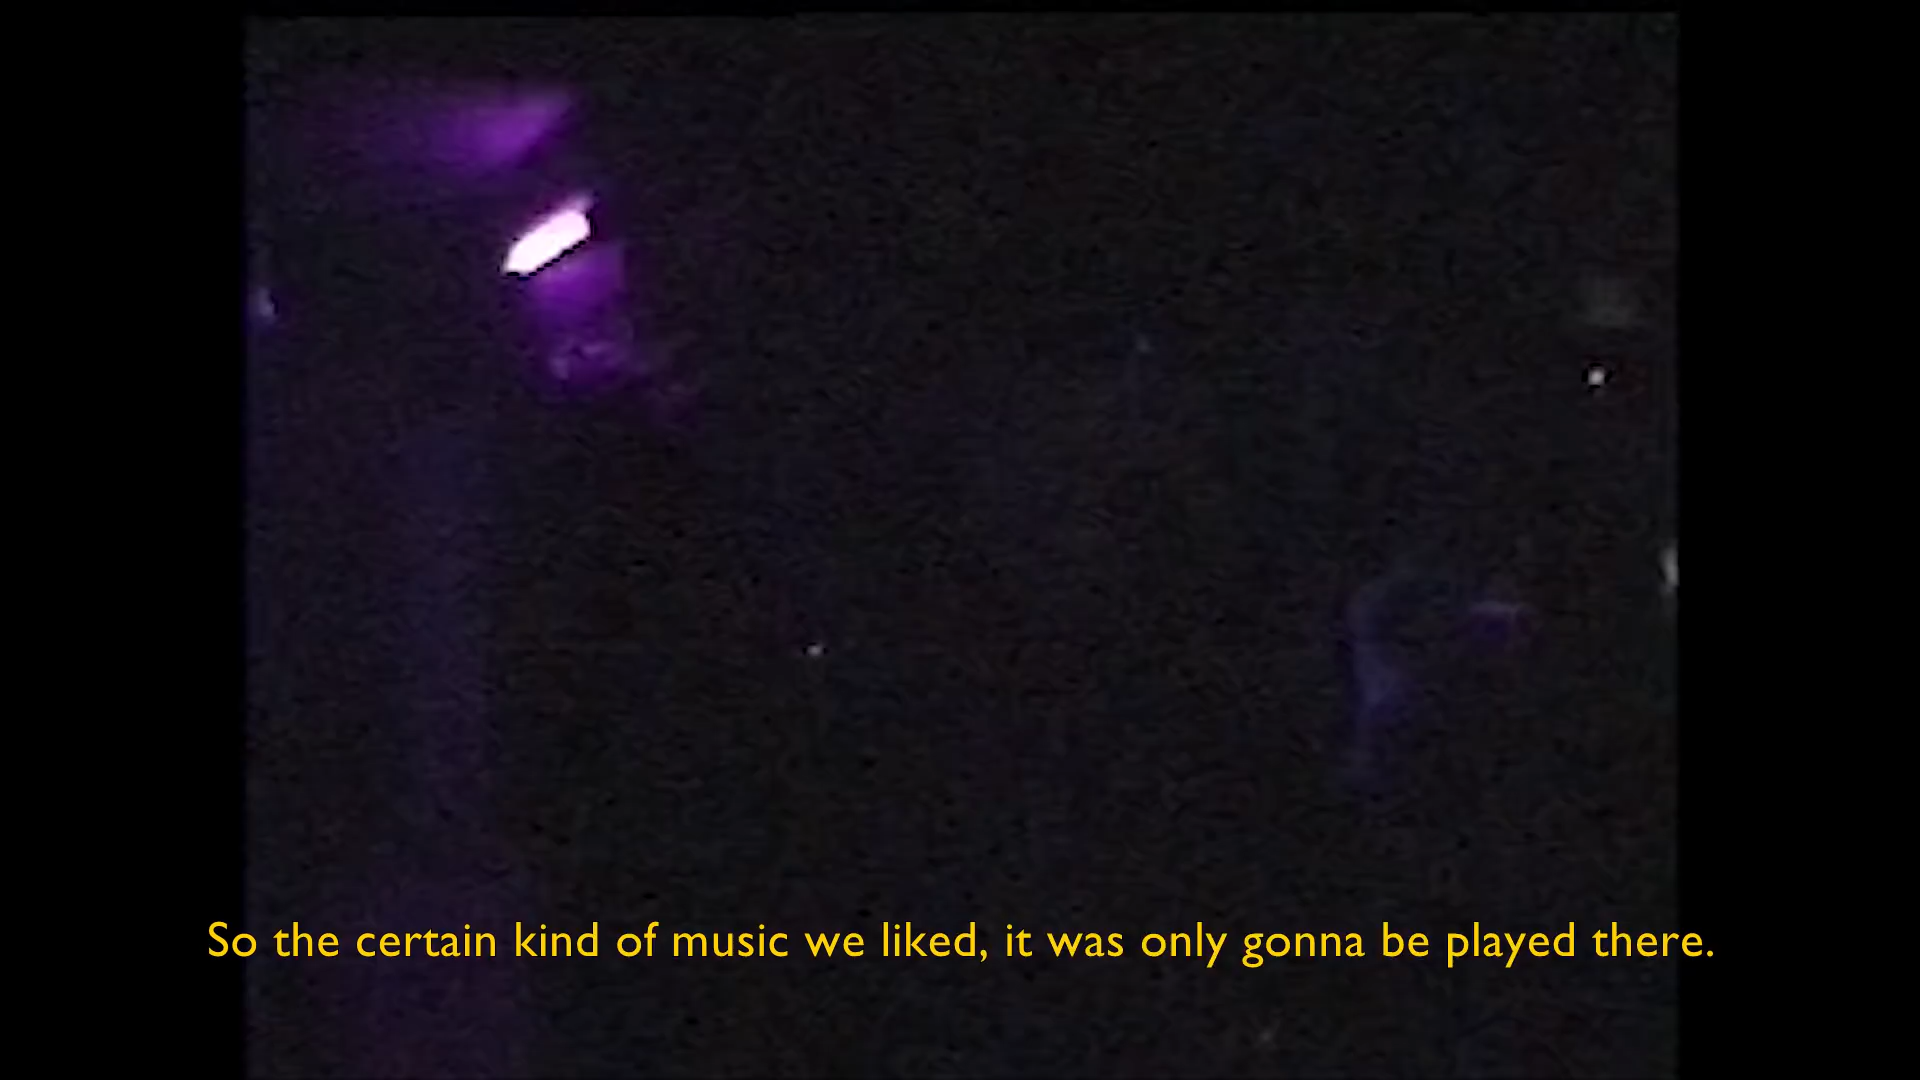 So the certain kind of music we liked, it was only gonna be played there.